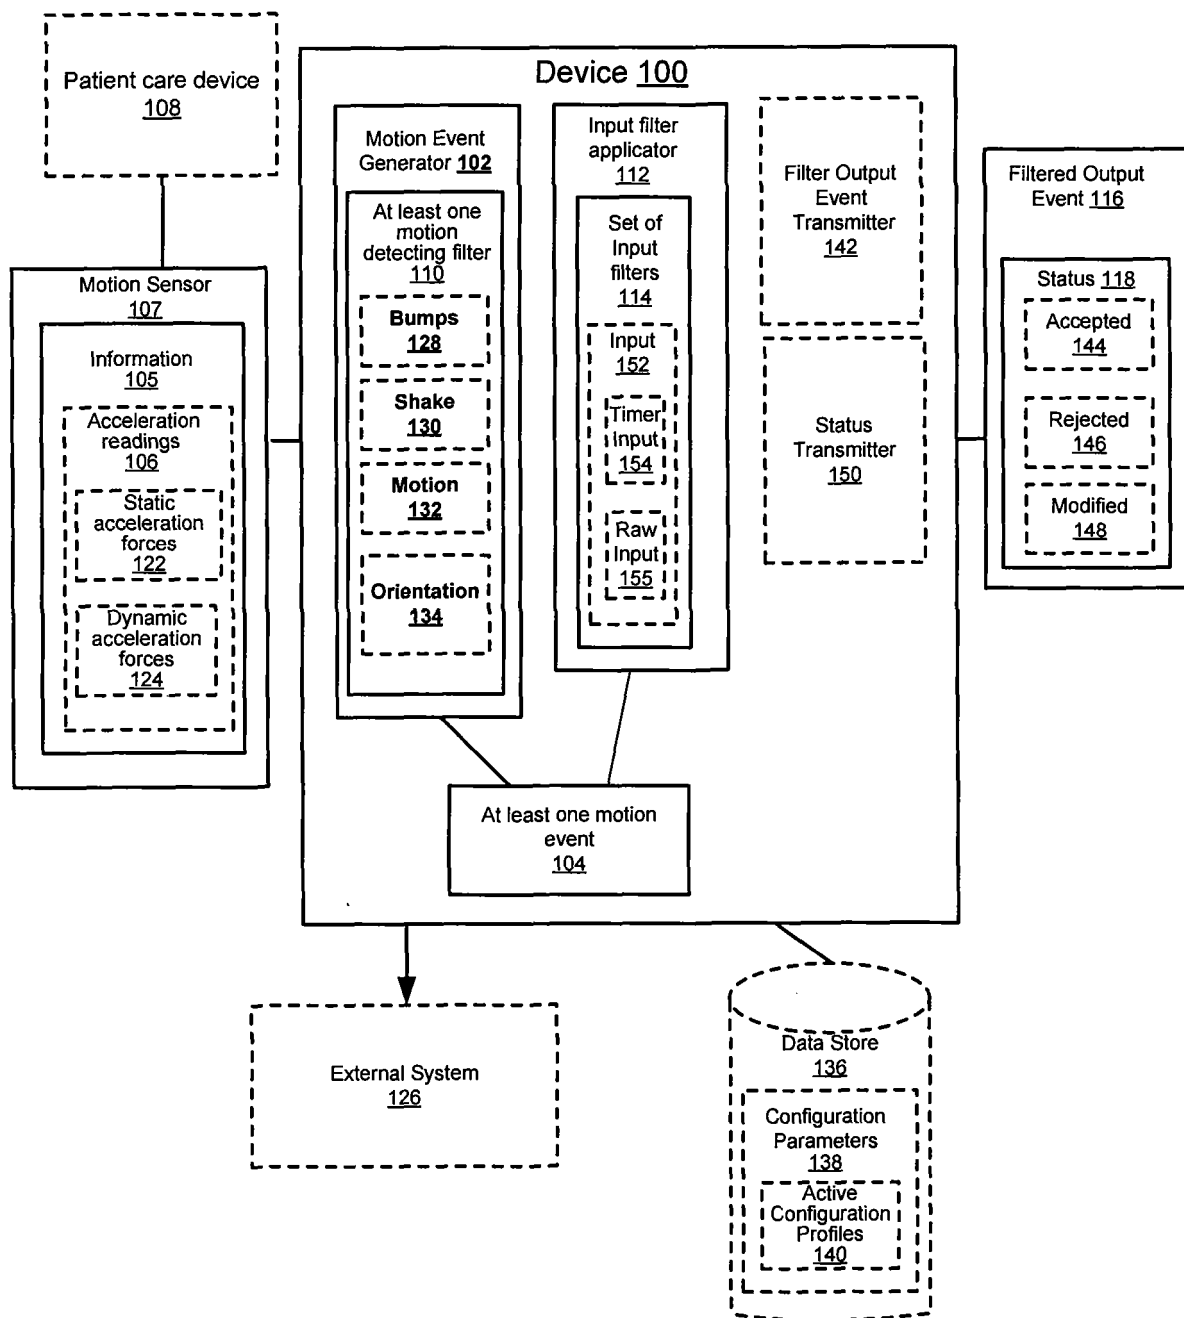 Patient care device
108
Device 100
Motion Event
Generator 102
At least one
motion
detecting filter
110
Bumps
128
Shake
130
Motion
132
Orientation
134
Input filter
applicator
112
Set of
Input
filters
114
Input
152
Timer
Input
154
Raw
Input
155
Filter Output
Event
Transmitter
142
Status
Transmitter
150
Filtered Output
Event 116
Status 118
Accepted
144
Rejected
146
Modified
148
Motion Sensor
107
Information
105
Acceleration
readings
106
Static
acceleration
forces
122
Dynamic
acceleration
forces
124
At least one motion
event
104
External System
126
Data Store
136
Configuration
Parameters
138
Active
Configuration
Profiles
140